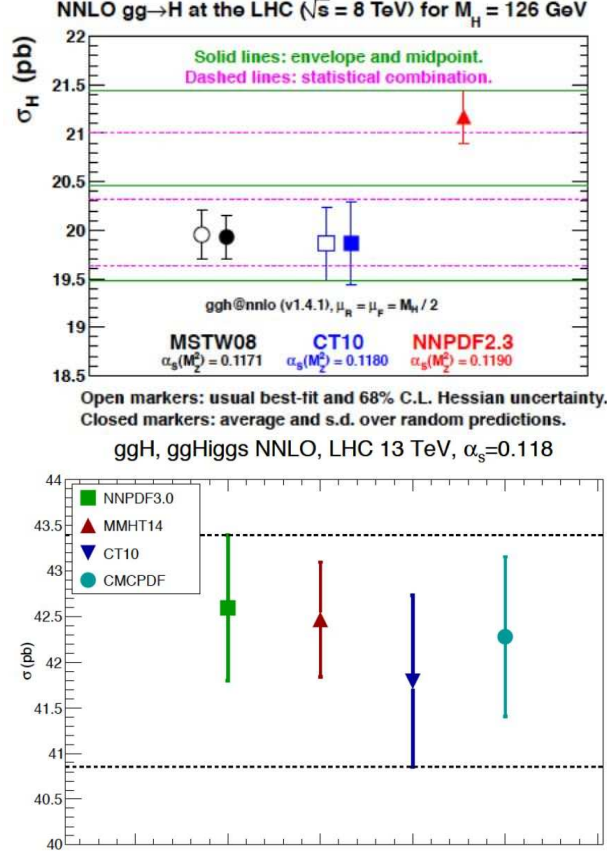 NNLO gg→H at the LHC (√s = 8 TeV) for M_H = 126 GeV
σ_H (pb)
22
21.5
21
20.5
20
19.5
19
18.5
Solid lines: envelope and midpoint.
Dashed lines: statistical combination.
ggh@nnlo (v1.4.1), μ_R = μ_F = M_H / 2
MSTW08 CT10 NNPDF2.3
α_S(M_Z^2) = 0.1171 α_S(M_Z^2) = 0.1180 α_S(M_Z^2) = 0.1190
Open markers: usual best-fit and 68% C.L. Hessian uncertainty.
Closed markers: average and s.d. over random predictions.
ggH, ggHiggs NNLO, LHC 13 TeV, α_s=0.118
σ (pb)
44
43.5
43
42.5
42
41.5
41
40.5
40
NNPDF3.0
MMHT14
CT10
CMCPDF